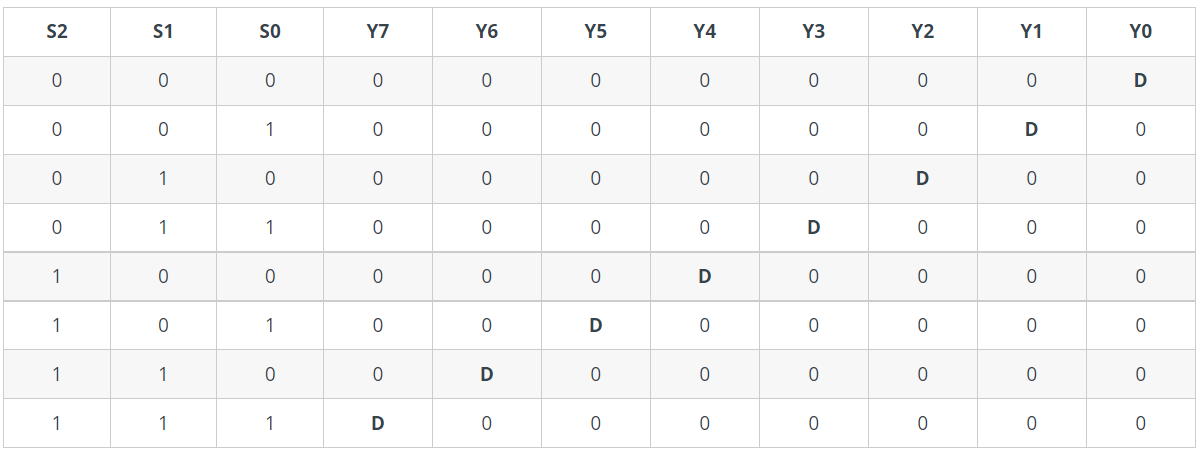 S2 S1 S0 Y7 Y6 Y5 Y4 Y3 Y2 Y1 Y0
0 0 0 0 0 0 0 0 0 0 D
0 0 1 0 0 0 0 0 0 D 0
0 1 0 0 0 0 0 0 D 0 0
0 1 1 0 0 0 0 D 0 0 0
1 0 0 0 0 0 D 0 0 0 0
1 0 1 0 0 D 0 0 0 0 0
1 1 0 0 D 0 0 0 0 0 0
1 1 1 D 0 0 0 0 0 0 0